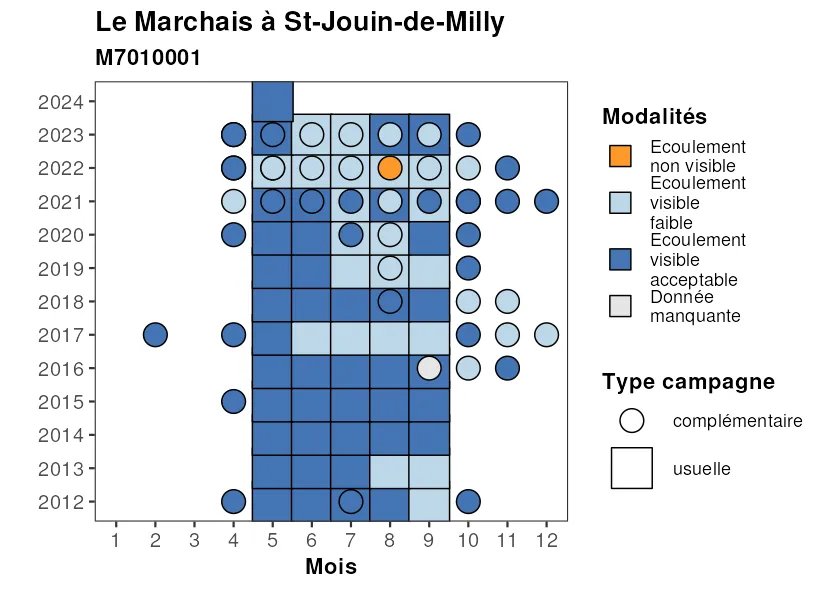 Le Marchais à St-Jouin-de-Milly
M7010001
2024
2023
2022
2021
2020
2019
2018
2017
2016
2015
2014
2013
2012
1 2 3 4 5 6 7 8 9 10 11 12
Mois
Modalités
Ecoulement
non visible
Ecoulement
visible
faible
Ecoulement
visible
acceptable
Donnée
manquante
Type campagne
complémentaire
usuelle